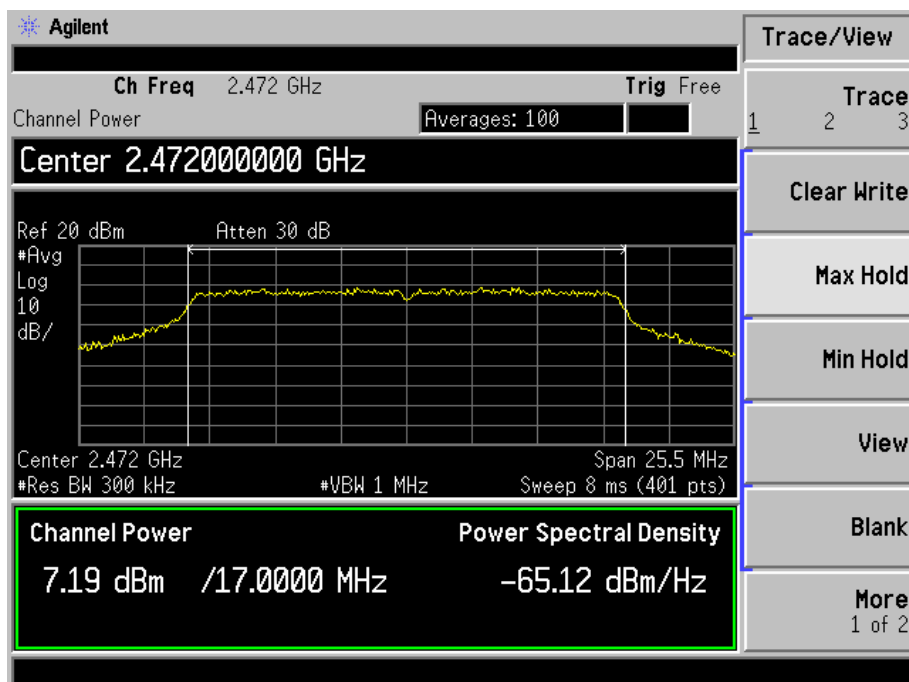 Agilent
Trace/View
Ch Freq 2.472 GHz Trig Free
Channel Power Averages: 100
Trace
1 2 3
Center 2.472000000 GHz
Clear Write
Ref 20 dBm Atten 30 dB
#Avg
Log
10
dB/
Max Hold
Min Hold
View
Center 2.472 GHz Span 25.5 MHz
#Res BW 300 kHz #VBW 1 MHz Sweep 8 ms (401 pts)
Channel Power Power Spectral Density
Blank
7.19 dBm /17.0000 MHz -65.12 dBm/Hz
More
1 of 2